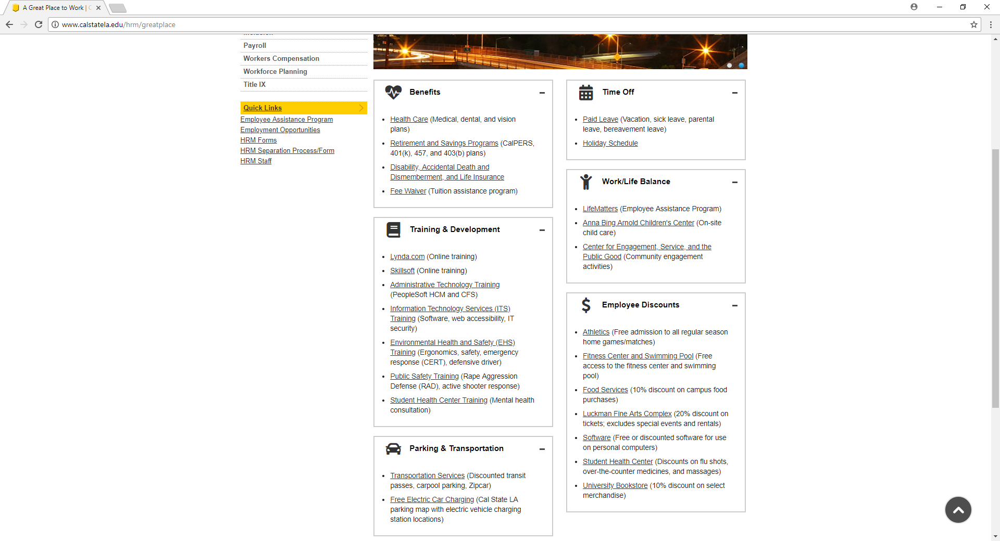 A Great Place to Work |
www.calstatela.edu/hrm/greatplace
Inclusion
Payroll
Workers Compensation
Workforce Planning
Title IX
Quick Links
Employee Assistance Program
Employment Opportunities
HRM Forms
HRM Separation Process/Form
HRM Staff
Benefits
• Health Care (Medical, dental, and vision
plans)
• Retirement and Savings Programs (CalPERS,
401(k), 457, and 403(b) plans)
• Disability, Accidental Death and
Dismemberment, and Life Insurance
• Fee Waiver (Tuition assistance program)
Training & Development
• Lynda.com (Online training)
• Skillsoft (Online training)
• Administrative Technology Training
(PeopleSoft HCM and CFS)
• Information Technology Services (ITS)
Training (Software, web accessibility, IT
security)
• Environmental Health and Safety (EHS)
Training (Ergonomics, safety, emergency
response (CERT), defensive driver)
• Public Safety Training (Rape Aggression
Defense (RAD), active shooter response)
• Student Health Center Training (Mental health
consultation)
Parking & Transportation
• Transportation Services (Discounted transit
passes, carpool parking, Zipcar)
• Free Electric Car Charging (Cal State LA
parking map with electric vehicle charging
station locations)
Time Off
• Paid Leave (Vacation, sick leave, parental
leave, bereavement leave)
• Holiday Schedule
Work/Life Balance
• LifeMatters (Employee Assistance Program)
• Anna Bing Arnold Children's Center (On-site
child care)
• Center for Engagement, Service, and the
Public Good (Community engagement
activities)
Employee Discounts
• Athletics (Free admission to all regular season
home games/matches)
• Fitness Center and Swimming Pool (Free
access to the fitness center and swimming
pool)
• Food Services (10% discount on campus food
purchases)
• Luckman Fine Arts Complex (20% discount on
tickets; excludes special events and rentals)
• Software (Free or discounted software for use
on personal computers)
• Student Health Center (Discounts on flu shots,
over-the-counter medicines, and massages)
• University Bookstore (10% discount on select
merchandise)